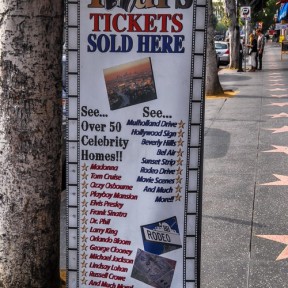 TICKETS
SOLD HERE
See...
Over 50
Celebrity
Homes!!
Madonna
Tom Cruise
Ozzy Osbourne
Playboy Mansion
Elvis Presley
Frank Sinatra
Dr. Phil
Larry King
Orlando Bloom
George Clooney
Michael Jackson
Lindsay Lohan
Russell Crowe
And Much More!
See...
Mulholland Drive
Hollywood Sign
Beverly Hills
Bel Air
Sunset Strip
Rodeo Drive
Movie Scenes
And Much
More!!
RODEO